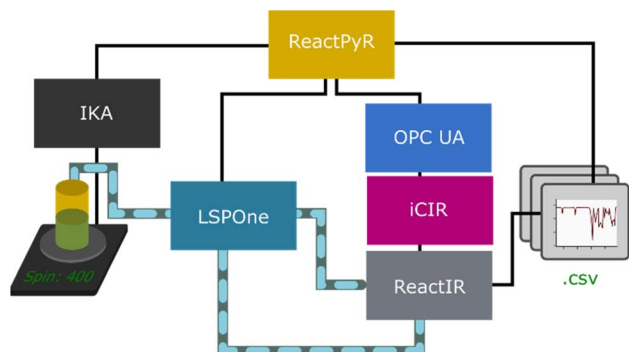 ReactPyR
IKA
OPC UA
LSPOne
iCIR
ReactIR
Spin: 400
.csv